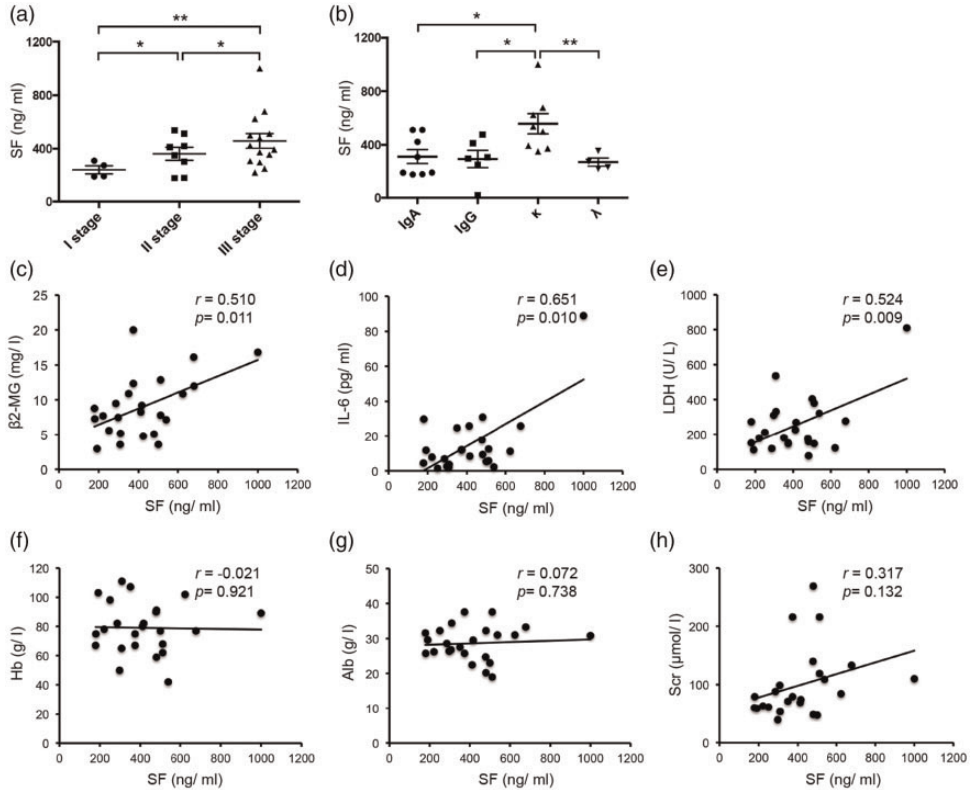 (a)
**
*
*
SF (ng/ ml)
1200
800
400
0
I stage
II stage
III stage
(b)
*
*
**
SF (ng/ ml)
1200
800
400
0
IgA
IgG
κ
λ
(c)
r = 0.510
p= 0.011
β2-MG (mg/ l)
25
20
15
10
5
0
0 200 400 600 800 1000 1200
SF (ng/ ml)
(d)
r = 0.651
p= 0.010
IL-6 (pg/ ml)
100
80
60
40
20
0
0 200 400 600 800 1000 1200
SF (ng/ ml)
(e)
r = 0.524
p= 0.009
LDH (U/ L)
1000
800
600
400
200
0
0 200 400 600 800 1000 1200
SF (ng/ ml)
(f)
r = -0.021
p= 0.921
Hb (g/ l)
120
100
80
60
40
20
0
0 200 400 600 800 1000 1200
SF (ng/ ml)
(g)
r = 0.072
p= 0.738
Alb (g/ l)
50
40
30
20
10
0
0 200 400 600 800 1000 1200
SF (ng/ ml)
(h)
r = 0.317
p= 0.132
Scr (μmol/ l)
300
200
100
0
0 200 400 600 800 1000 1200
SF (ng/ ml)